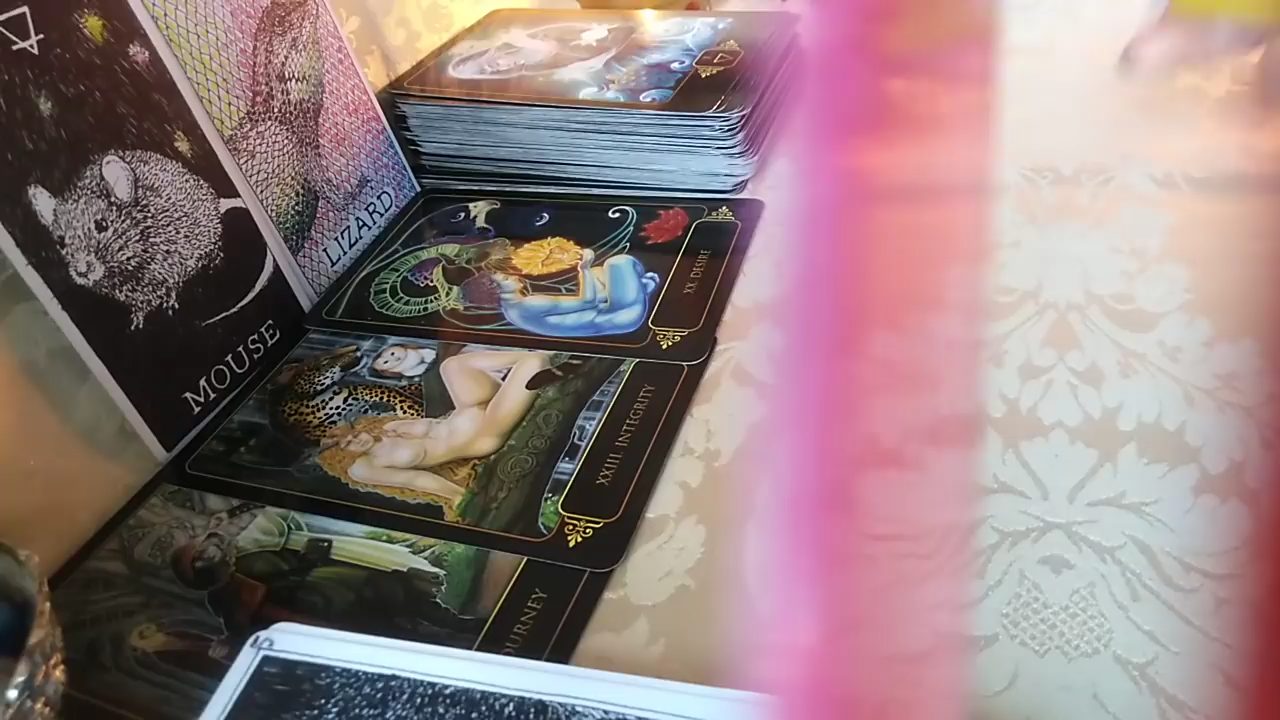 MOUSE
LIZARD
XX. DESIRE
XXIII. INTEGRITY
OURNEY